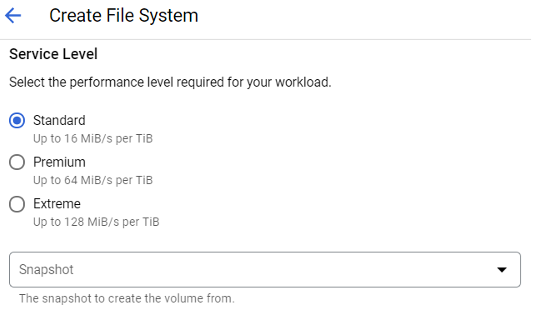 Create File System
Service Level
Select the performance level required for your workload.
Standard
Up to 16 MiB/s per TiB
Premium
Up to 64 MiB/s per TiB
Extreme
Up to 128 MiB/s per TiB
Snapshot
The snapshot to create the volume from.